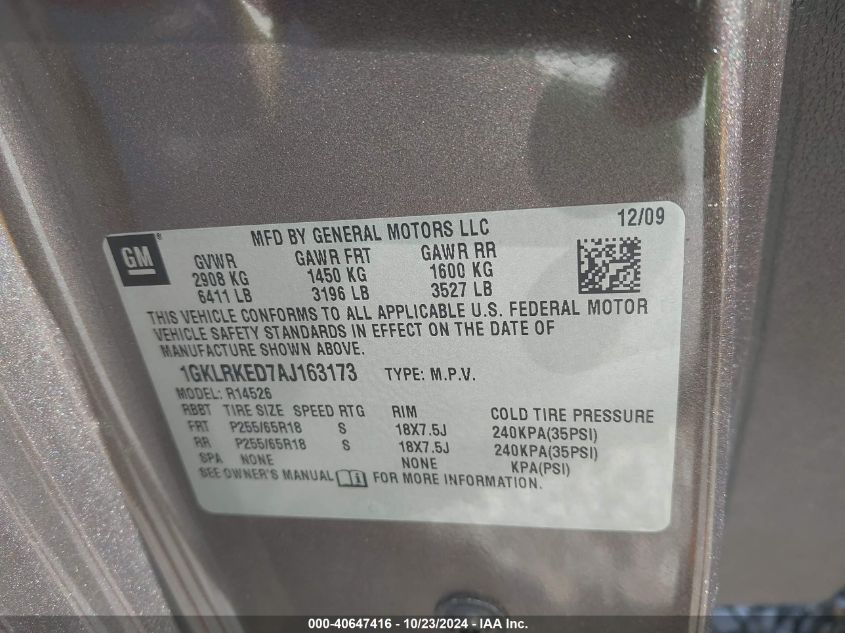 12/09
MFD BY GENERAL MOTORS LLC
GM
GVWR GAWR FRT GAWR RR
2908 KG 1450 KG 1600 KG
6411 LB 3196 LB 3527 LB
THIS VEHICLE CONFORMS TO ALL APPLICABLE U.S. FEDERAL MOTOR
VEHICLE SAFETY STANDARDS IN EFFECT ON THE DATE OF
MANUFACTURE SHOWN ABOVE.
1GKLRKED7AJ163173 TYPE: M.P.V.
MODEL: R14526
RBBT TIRE SIZE SPEED RTG RIM COLD TIRE PRESSURE
FRT P255/65R18 S 18X7.5J 240KPA(35PSI)
RR P255/65R18 S 18X7.5J 240KPA(35PSI)
SPA NONE NONE KPA(PSI)
SEE OWNER'S MANUAL FOR MORE INFORMATION.
000-40647416 - 10/23/2024 - IAA Inc.